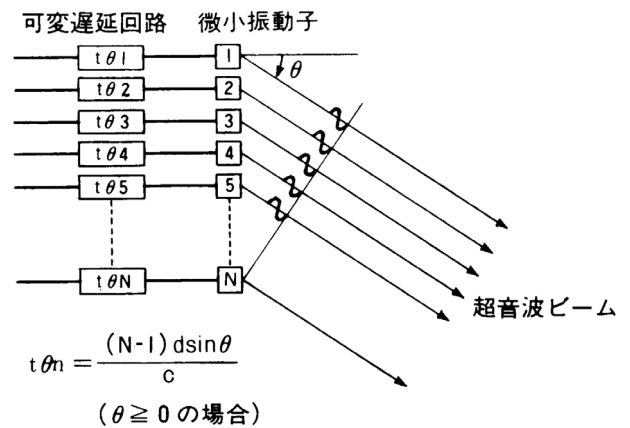 可変遅延回路 微小振動子
tθ1 1 θ
tθ2 2
tθ3 3
tθ4 4
tθ5 5
tθN N
超音波ビーム
tθn = (N-1) dsinθ / c
(θ≧0の場合)